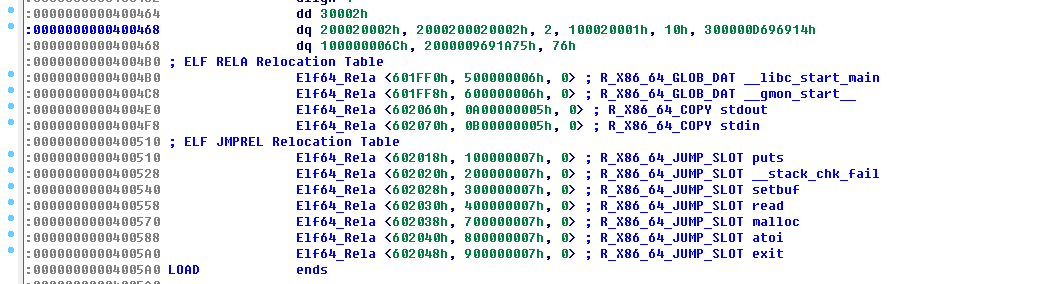 dd 30002h
:0000000000400464
:0000000000400468 dq 200020002h, 2000200020002h, 2, 100020001h, 10h, 300000D696914h
:0000000000400468 dq 100000006Ch, 2000009691A75h, 76h
:00000000004004B0 ; ELF RELA Relocation Table
:00000000004004B0 Elf64_Rela <601FF0h, 500000006h, 0> ; R_X86_64_GLOB_DAT __libc_start_main
:00000000004004C8 Elf64_Rela <601FF8h, 600000006h, 0> ; R_X86_64_GLOB_DAT __gmon_start__
:00000000004004E0 Elf64_Rela <602060h, 0A00000005h, 0> ; R_X86_64_COPY stdout
:00000000004004F8 Elf64_Rela <602070h, 0B00000005h, 0> ; R_X86_64_COPY stdin
:0000000000400510 ; ELF JMPREL Relocation Table
:0000000000400510 Elf64_Rela <602018h, 100000007h, 0> ; R_X86_64_JUMP_SLOT puts
:0000000000400528 Elf64_Rela <602020h, 200000007h, 0> ; R_X86_64_JUMP_SLOT __stack_chk_fail
:0000000000400540 Elf64_Rela <602028h, 300000007h, 0> ; R_X86_64_JUMP_SLOT setbuf
:0000000000400558 Elf64_Rela <602030h, 400000007h, 0> ; R_X86_64_JUMP_SLOT read
:0000000000400570 Elf64_Rela <602038h, 700000007h, 0> ; R_X86_64_JUMP_SLOT malloc
:0000000000400588 Elf64_Rela <602040h, 800000007h, 0> ; R_X86_64_JUMP_SLOT atoi
:00000000004005A0 Elf64_Rela <602048h, 900000007h, 0> ; R_X86_64_JUMP_SLOT exit
:00000000004005A0 LOAD ends